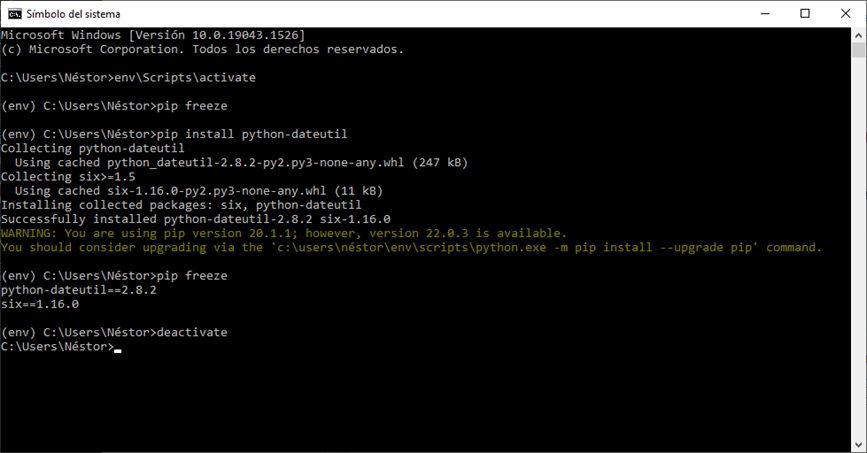 Símbolo del sistema
Microsoft Windows [Versión 10.0.19043.1526]
(c) Microsoft Corporation. Todos los derechos reservados.
C:\Users\Néstor>env\Scripts\activate
(env) C:\Users\Néstor>pip freeze
(env) C:\Users\Néstor>pip install python-dateutil
Collecting python-dateutil
  Using cached python_dateutil-2.8.2-py2.py3-none-any.whl (247 kB)
Collecting six>=1.5
  Using cached six-1.16.0-py2.py3-none-any.whl (11 kB)
Installing collected packages: six, python-dateutil
Successfully installed python-dateutil-2.8.2 six-1.16.0
WARNING: You are using pip version 20.1.1; however, version 22.0.3 is available.
You should consider upgrading via the 'c:\users\néstor\env\scripts\python.exe -m pip install --upgrade pip' command.
(env) C:\Users\Néstor>pip freeze
python-dateutil==2.8.2
six==1.16.0
(env) C:\Users\Néstor>deactivate
C:\Users\Néstor>